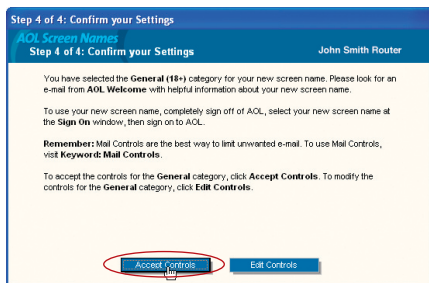 Step 4 of 4: Confirm your Settings
AOL Screen Names
Step 4 of 4: Confirm your Settings
John Smith Router
You have selected the General (18+) category for your new screen name. Please look for an
e-mail from AOL Welcome with helpful information about your new screen name.
To use your new screen name, completely sign off of AOL, select your new screen name at
the Sign On window, then sign on to AOL.
Remember: Mail Controls are the best way to limit unwanted e-mail. To use Mail Controls,
visit Keyword: Mail Controls.
To accept the controls for the General category, click Accept Controls. To modify the
controls for the General category, click Edit Controls.
Accept Controls
Edit Controls